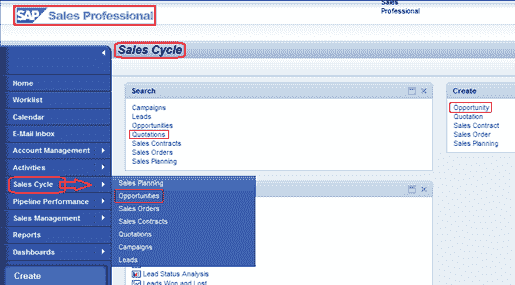 Sales
Professional
SAP Sales Professional
Sales Cycle
Home
Worklist
Calendar
E-Mail Inbox
Account Management
Activities
Sales Cycle
Pipeline Performance
Sales Management
Reports
Dashboards
Create
Search
Campaigns
Leads
Opportunities
Quotations
Sales Contracts
Sales Orders
Sales Planning
Create
Opportunity
Quotation
Sales Contract
Sales Order
Sales Planning
Sales Planning
Opportunities
Sales Orders
Sales Contracts
Quotations
Campaigns
Leads
Lead Status Analysis
Leads Won and Lost